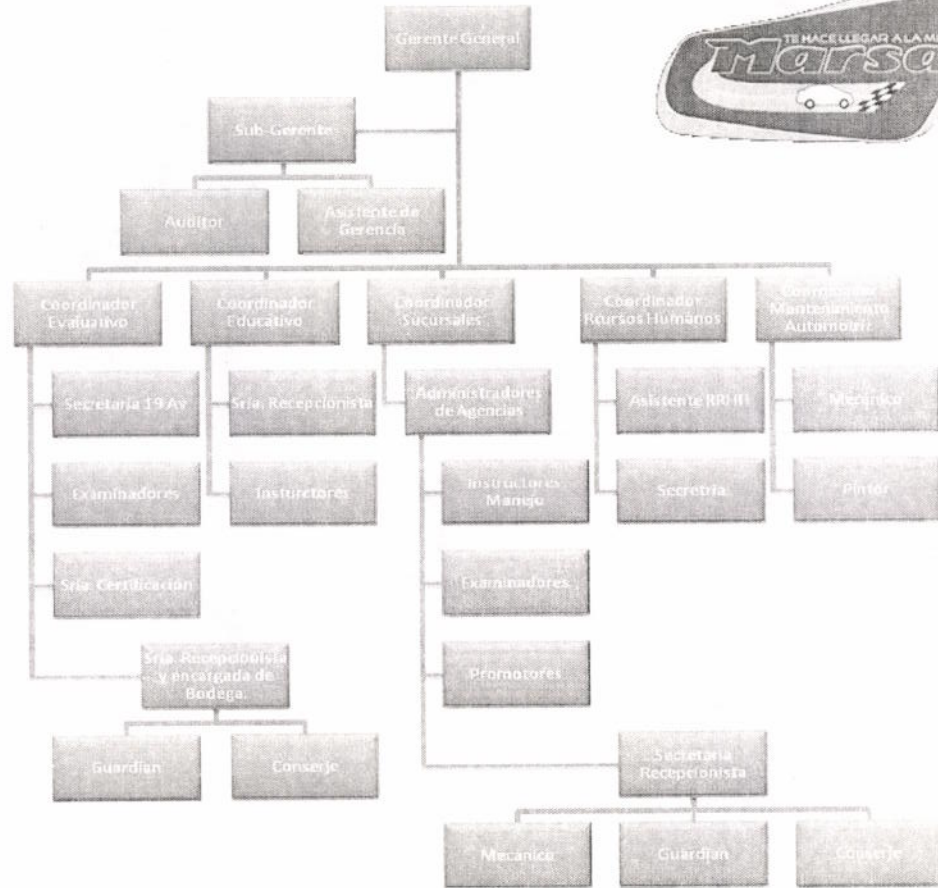 Gerente General
TE HACE LLEGAR A LA
Marsa
Sub-Gerente
Auditor
Asistente de
Gerencia
Coordinador
Evaluativo
Coordinador
Educativo
Coordinador
Sucursales
Coordinador
Rcursos Humanos
Mantenimiento
Automotriz
Secretaria 19 Av
Sria. Recepcionista
Administradores
de Agencias
Asistente RRHH
Mecanico
Examinadores
Insturctores
Instructores
Manejo
Secretria
Pintor
Sria. Certificación
Examinadores
Sria. Recepcionista
y encargada de
Bodega.
Promotores
Guardian
Conserje
Secretaria
Recepcionista
Mecanico
Guardian
Conserje